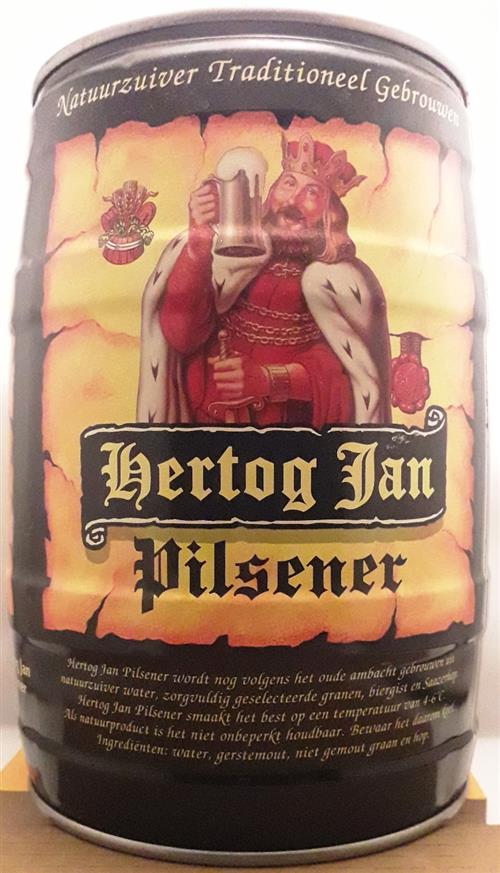 Natuurzuiver Traditioneel Gebrouwen
Hertog Jan
Pilsener
Hertog Jan Pilsener wordt nog volgens het oude ambacht gebrouwen uit
natuurzuiver water, zorgvuldig geselecteerde granen, biergist en Saazerhop.
Hertog Jan Pilsener smaakt het best op een temperatuur van 4-6°C.
Als natuurproduct is het niet onbeperkt houdbaar. Bewaar het daarom koel.
Ingrediënten: water, gerstemout, niet gemout graan en hop.
Jan